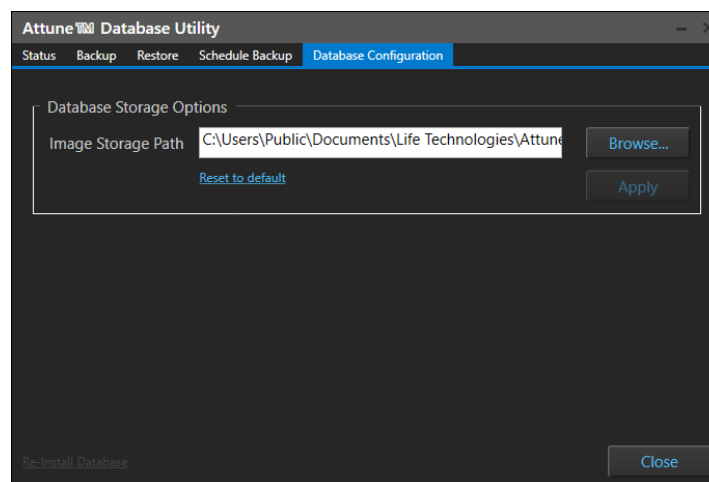 Attune™ Database Utility
Status Backup Restore Schedule Backup Database Configuration
Database Storage Options
Image Storage Path C:\Users\Public\Documents\Life Technologies\Attune Browse...
Reset to default Apply
Re-Install Database Close